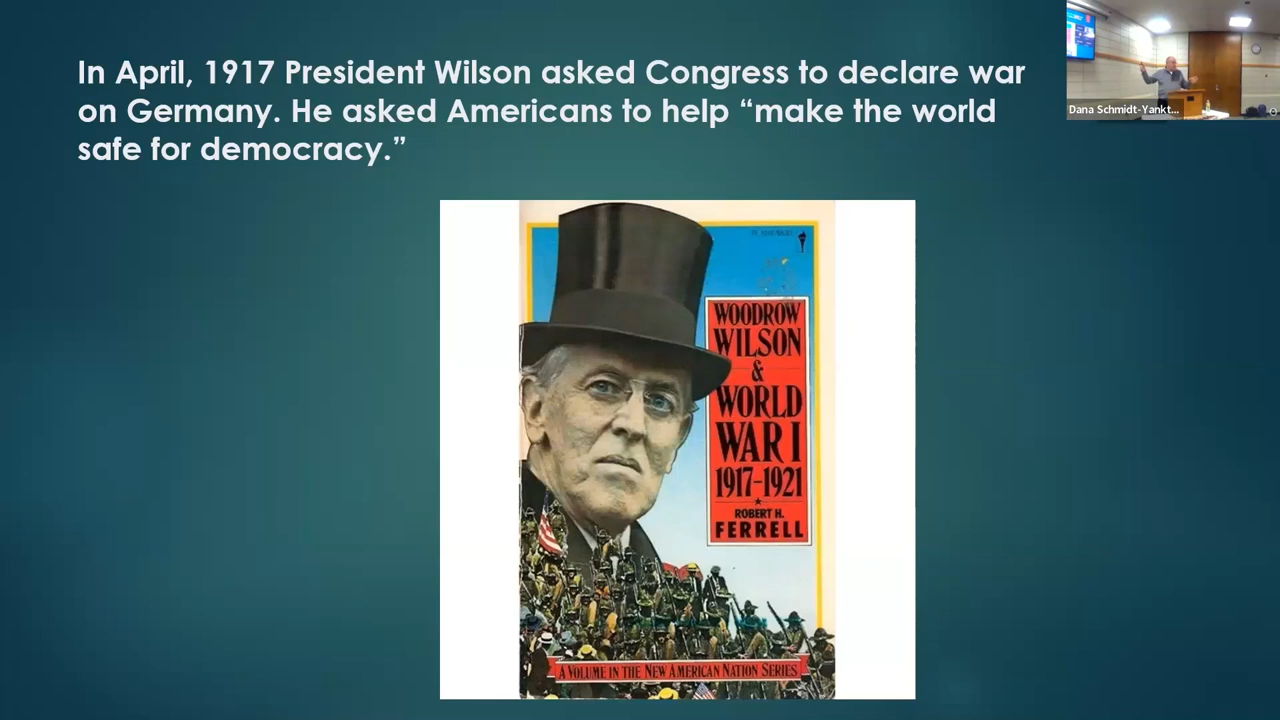 In April, 1917 President Wilson asked Congress to declare war
on Germany. He asked Americans to help “make the world
safe for democracy.”
Dana Schmidt-Yankt...
WOODROW
WILSON
&
WORLD
WAR I
1917-1921
ROBERT H.
FERRELL
A VOLUME IN THE NEW AMERICAN NATION SERIES